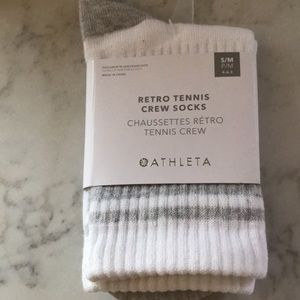 S/M
P/M
RETRO TENNIS
CREW SOCKS
CHAUSSETTES RÉTRO
TENNIS CREW
ATHLETA